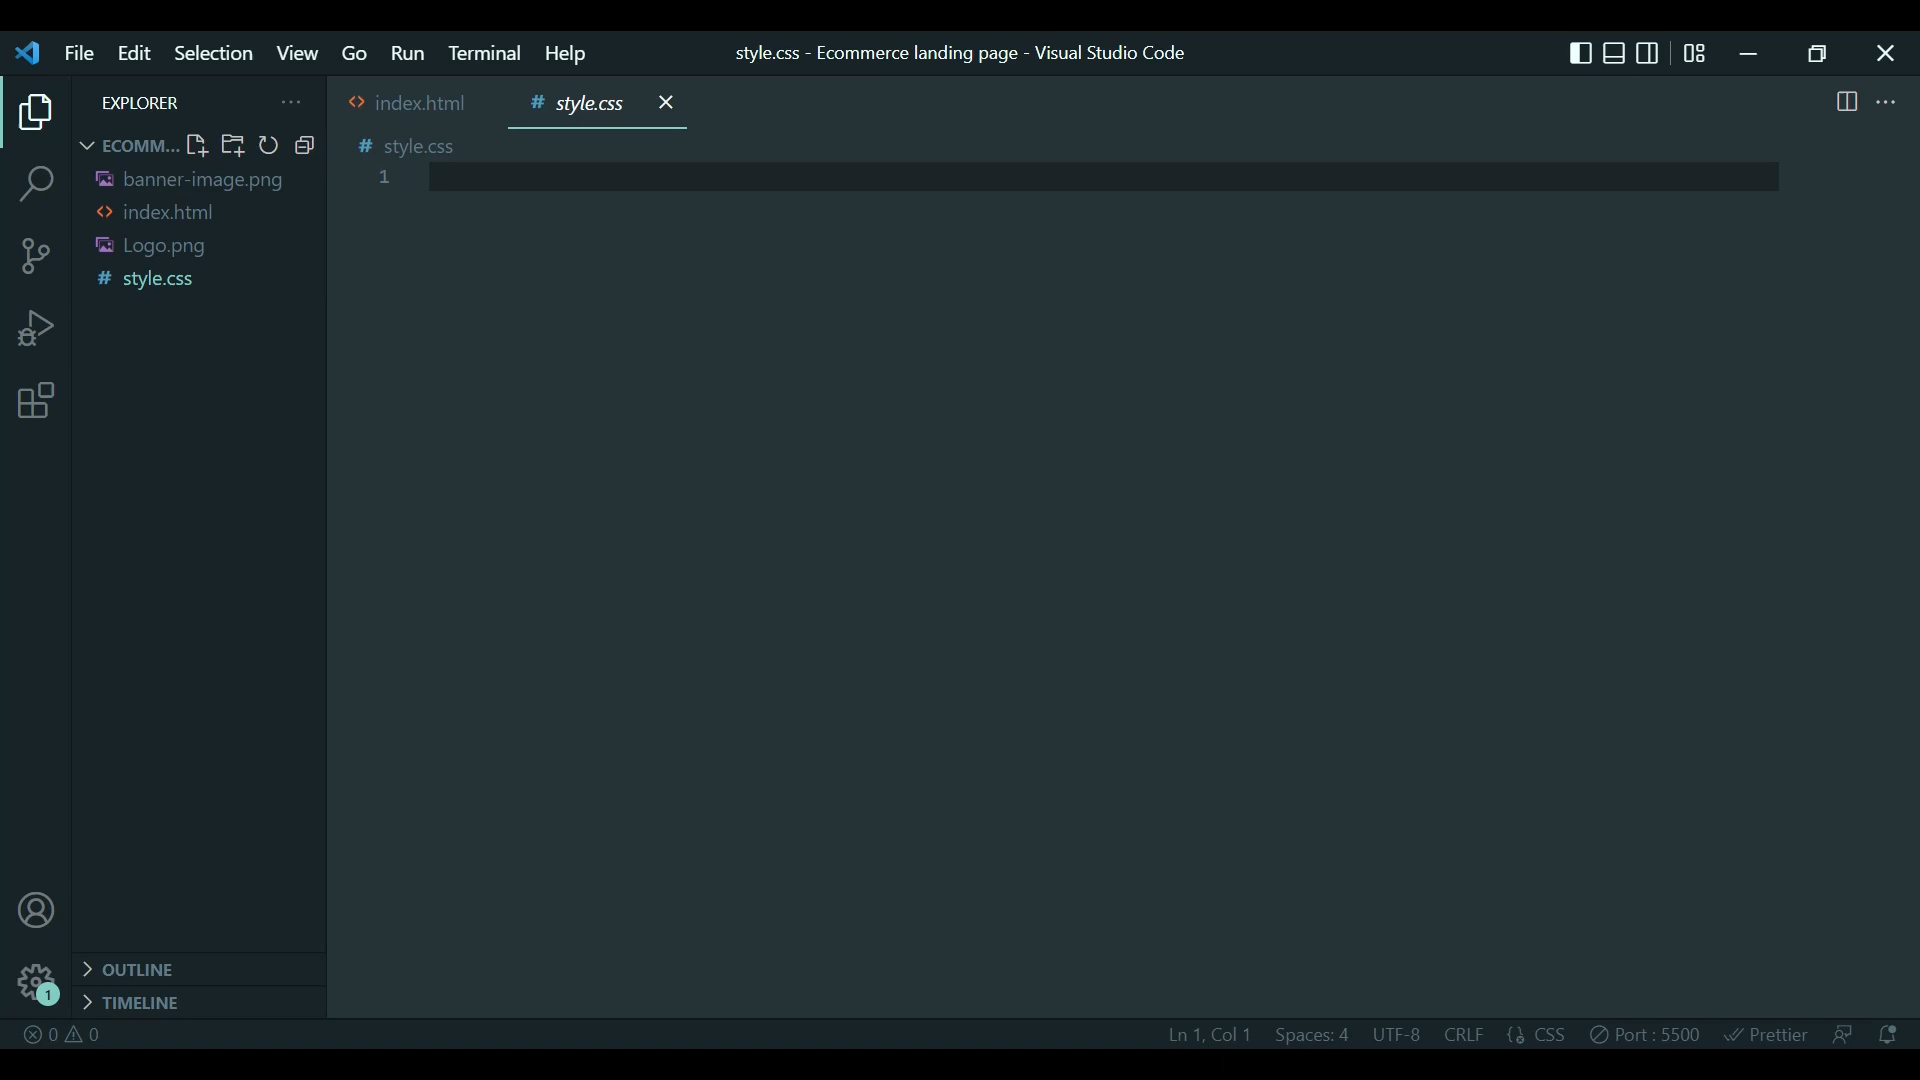 File Edit Selection View Go Run Terminal Help style.css - Ecommerce landing page - Visual Studio Code
EXPLORER
index.html
# style.css
ECOMM...
# style.css
banner-image.png
1
index.html
Logo.png
# style.css
OUTLINE
1
TIMELINE
0 0 Ln 1, Col 1 Spaces: 4 UTF-8 CRLF {} CSS Port : 5500 Prettier